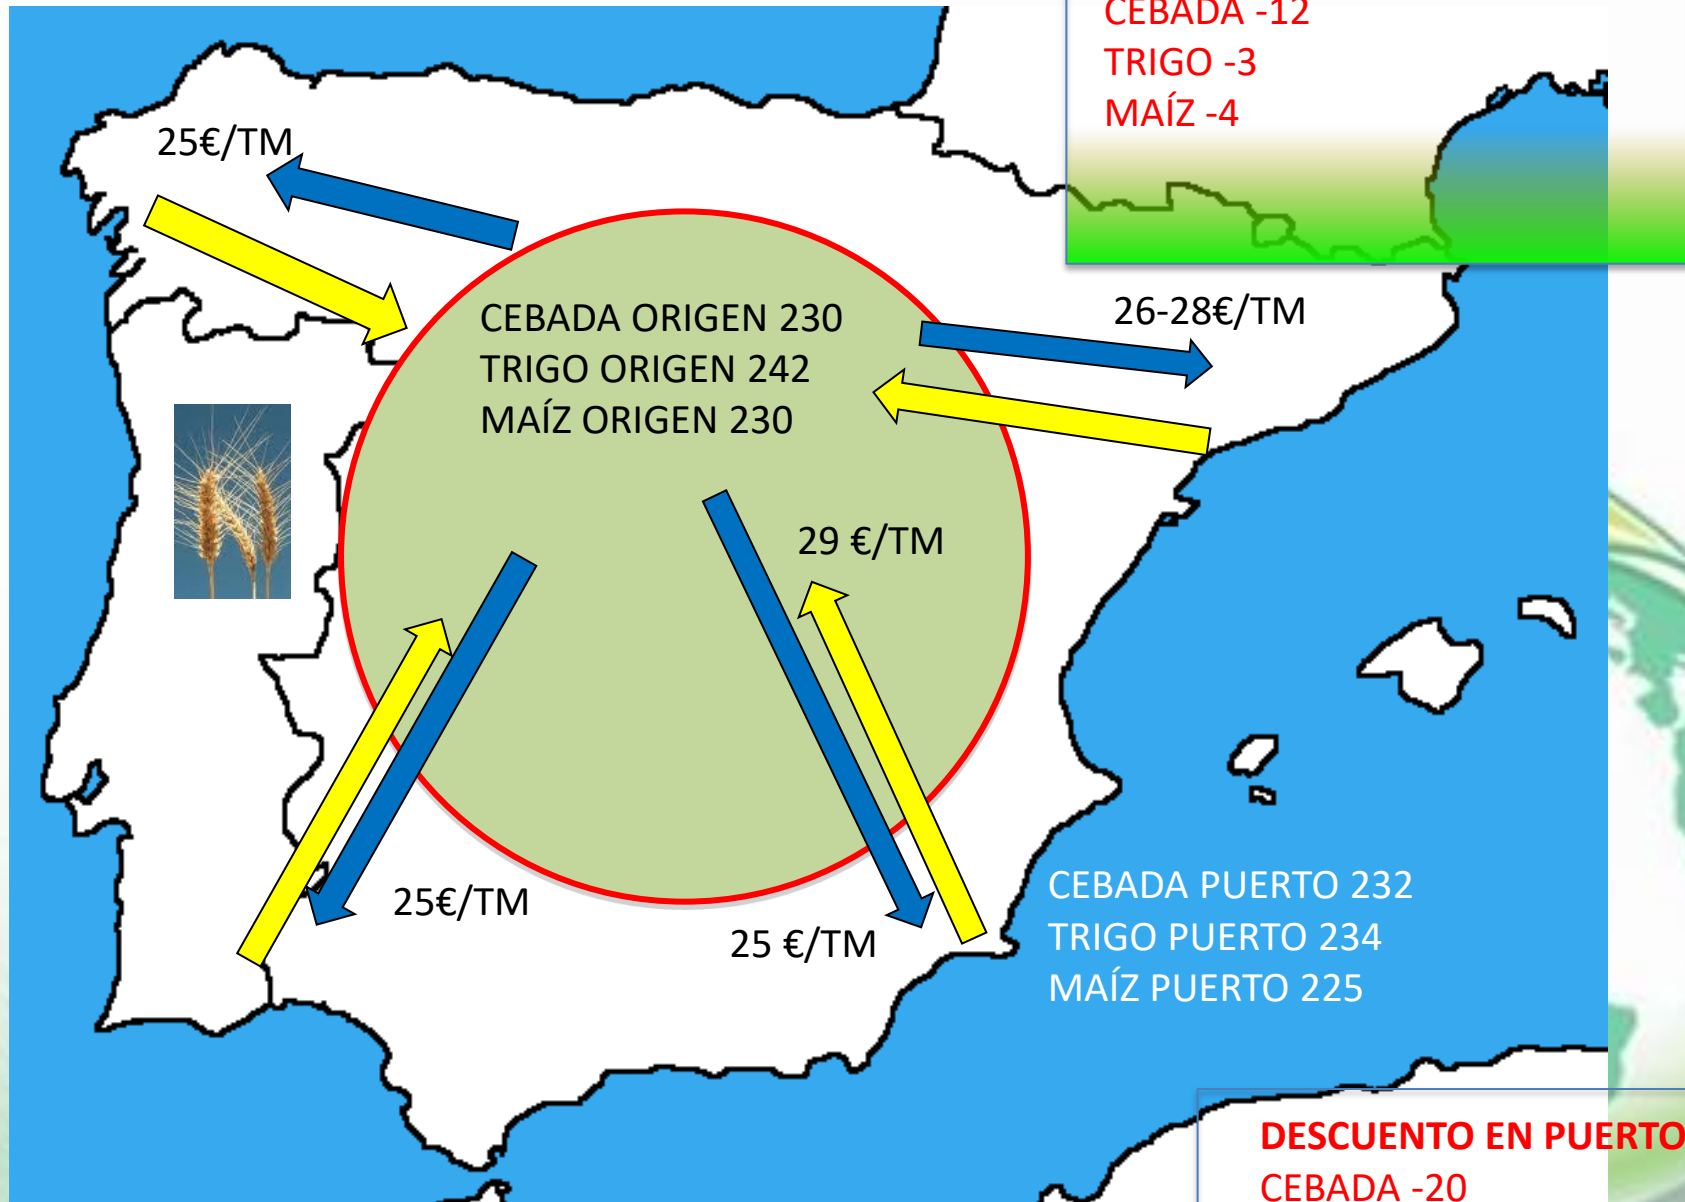 CEBADA -12
TRIGO -3
MAÍZ -4
25€/TM
26-28€/TM
CEBADA ORIGEN 230
TRIGO ORIGEN 242
MAÍZ ORIGEN 230
29 €/TM
25€/TM
25 €/TM
CEBADA PUERTO 232
TRIGO PUERTO 234
MAÍZ PUERTO 225
DESCUENTO EN PUERTO
CEBADA -20